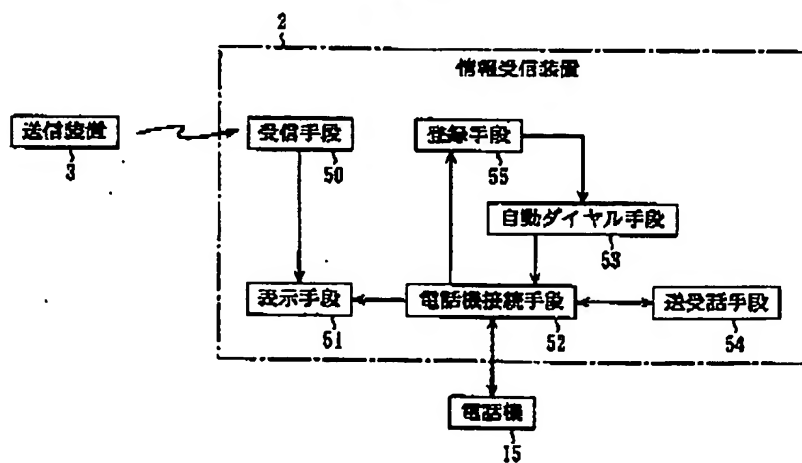 2
情報受信装置
送信装置
3
受信手段
50
登録手段
55
自動ダイヤル手段
53
表示手段
51
電話機接続手段
52
送受話手段
54
電話機
15